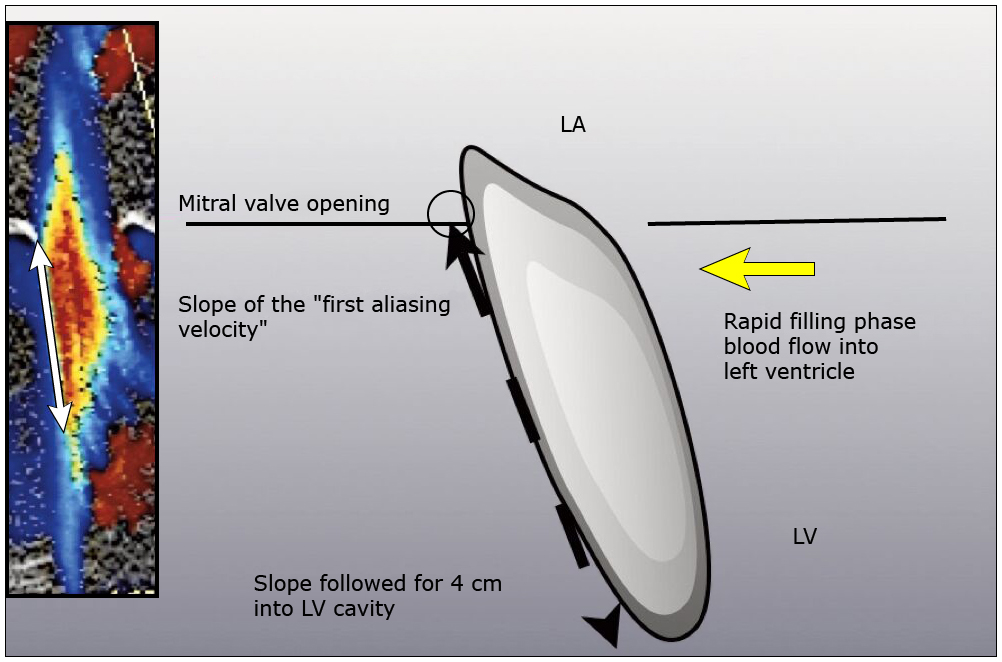 LA
Mitral valve opening
Slope of the "first aliasing
velocity"
Rapid filling phase
blood flow into
left ventricle
LV
Slope followed for 4 cm
into LV cavity